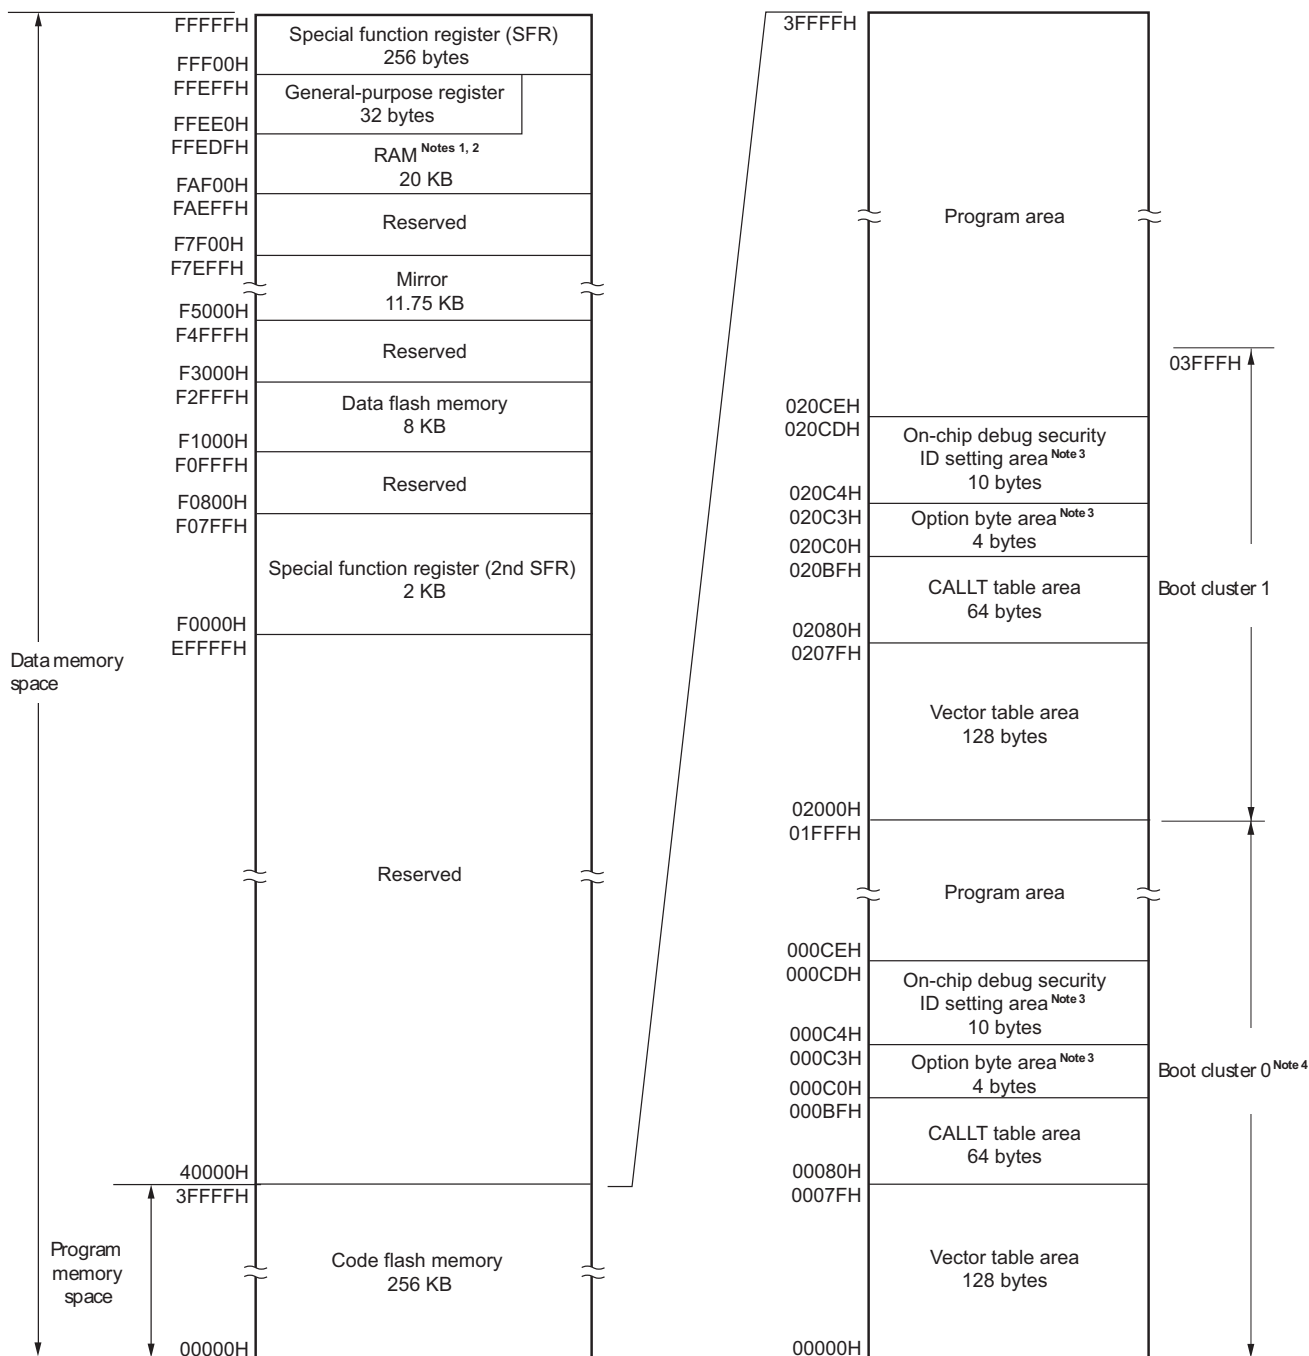 FFFFFH
Special function register (SFR)
256 bytes
FFF00H
FFEFFH
General-purpose register
32 bytes
FFEE0H
FFEDFH
RAM Notes 1, 2
20 KB
FAF00H
FAEFFH
Reserved
F7F00H
F7EFFH
Mirror
11.75 KB
F5000H
F4FFFH
Reserved
F3000H
F2FFFH
Data flash memory
8 KB
F1000H
F0FFFH
Reserved
F0800H
F07FFH
Special function register (2nd SFR)
2 KB
F0000H
EFFFFH
Data memory
space
Reserved
40000H
3FFFFH
Program
memory
space
Code flash memory
256 KB
00000H
3FFFFH
Program area
03FFFH
020CEH
020CDH
On-chip debug security
ID setting area Note 3
10 bytes
020C4H
020C3H
Option byte area Note 3
4 bytes
020C0H
020BFH
CALLT table area
64 bytes
Boot cluster 1
02080H
0207FH
Vector table area
128 bytes
02000H
01FFFH
Program area
000CEH
000CDH
On-chip debug security
ID setting area Note 3
10 bytes
000C4H
000C3H
Option byte area Note 3
4 bytes
Boot cluster 0 Note 4
000C0H
000BFH
CALLT table area
64 bytes
00080H
0007FH
Vector table area
128 bytes
00000H